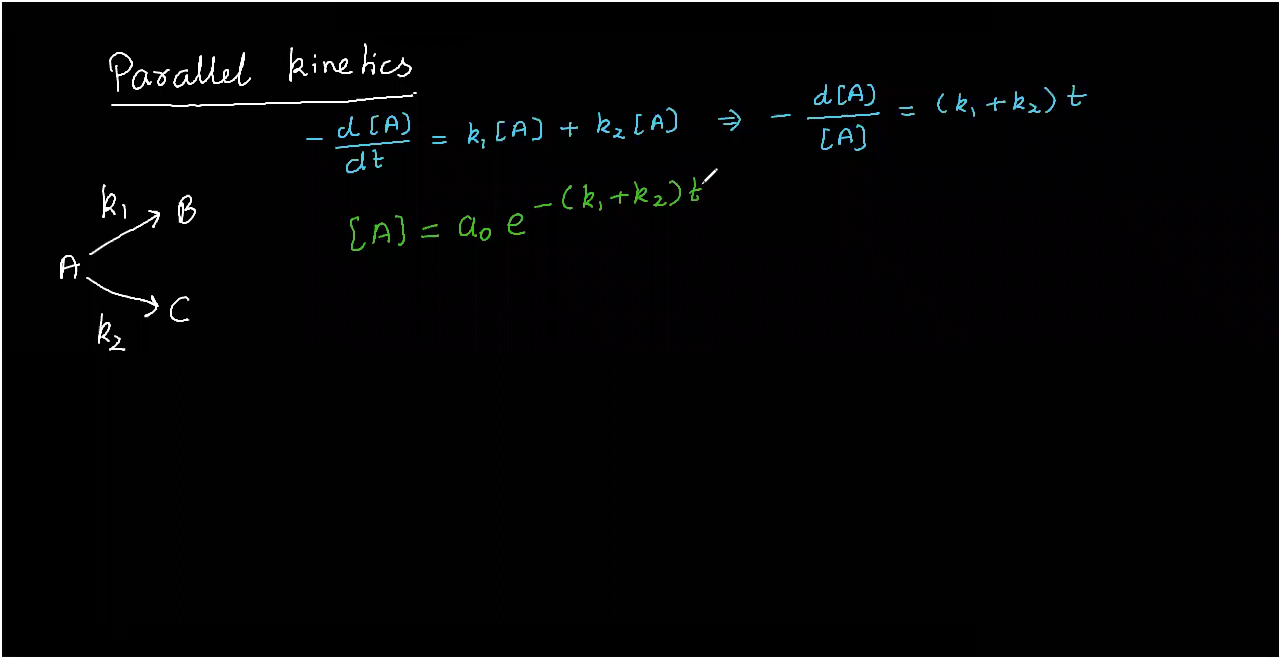 Parallel kinetics
- d[A]/dt = k₁[A] + k₂[A] ⇒ - d[A]/[A] = (k₁+k₂) t
[A] = a₀ e^-(k₁+k₂)t
k₁ B
A
C
k₂